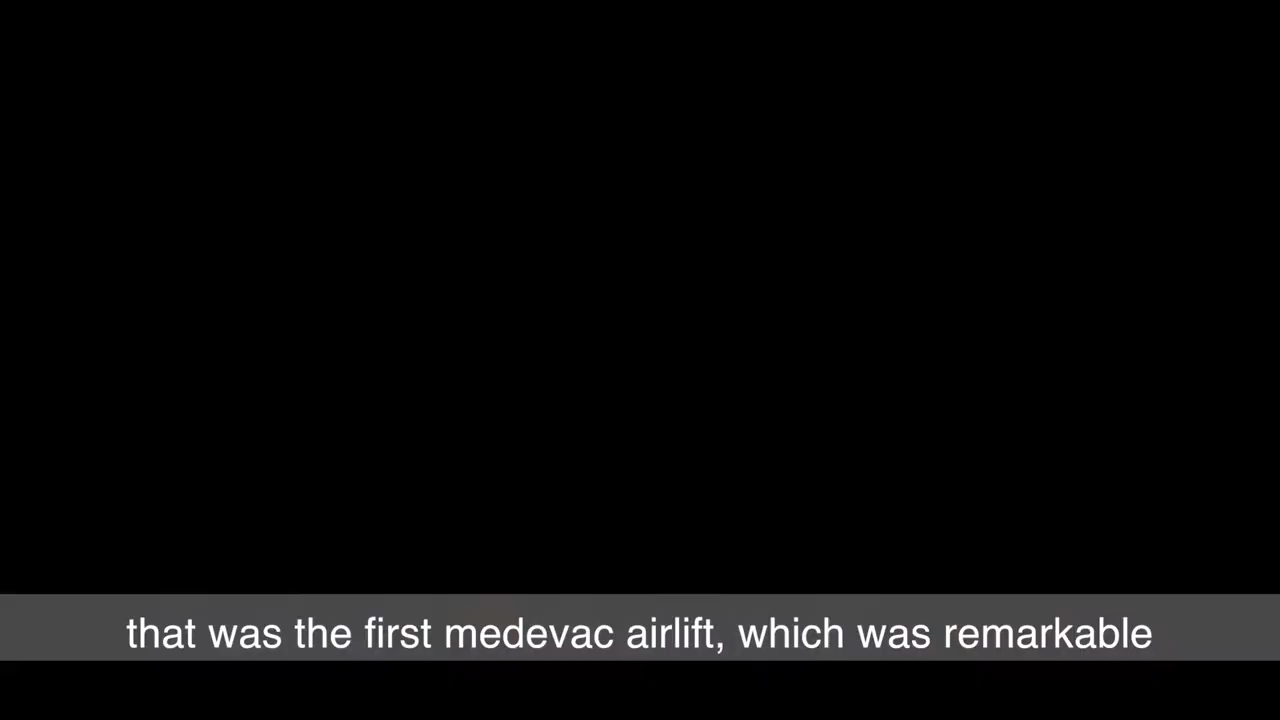 that was the first medevac airlift, which was remarkable